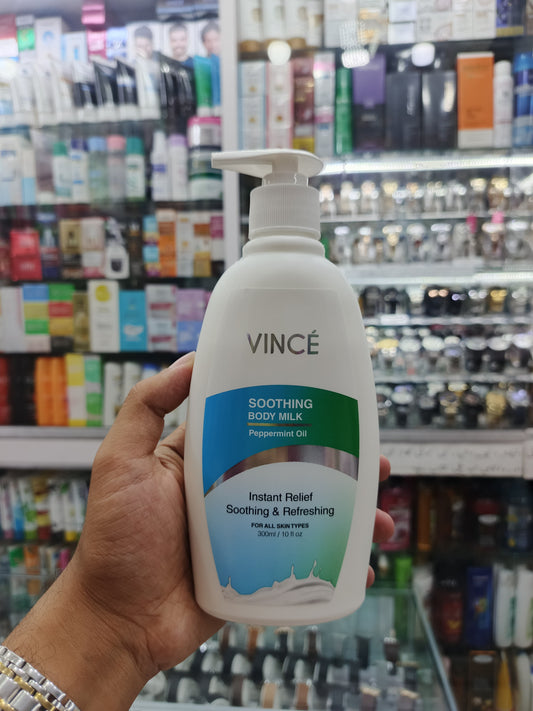 VINCÉ
SOOTHING
BODY MILK
Peppermint Oil
Instant Relief
Soothing & Refreshing
FOR ALL SKIN TYPES
300ml / 10 fl oz